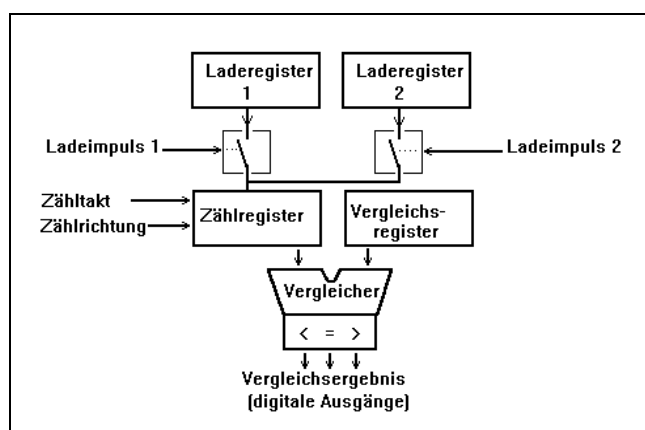 Laderegister
1
Laderegister
2
Ladeimpuls 1
Ladeimpuls 2
Zähltakt
Zählrichtung
Zählregister
Vergleichs-
register
Vergleicher
< = >
Vergleichsergebnis
(digitale Ausgänge)